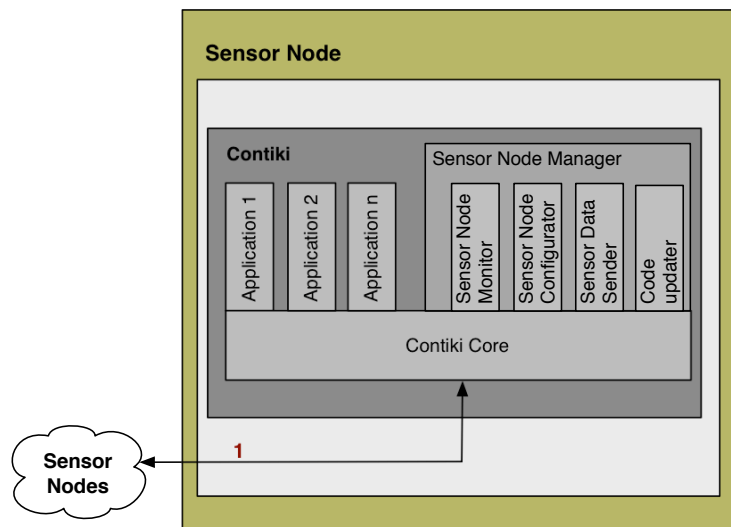 Sensor Node
Contiki
Sensor Node Manager
Application 1
Application 2
Application n
Sensor Node
Monitor
Sensor Node
Configurator
Sensor Data
Sender
Code
updater
Contiki Core
1
Sensor
Nodes